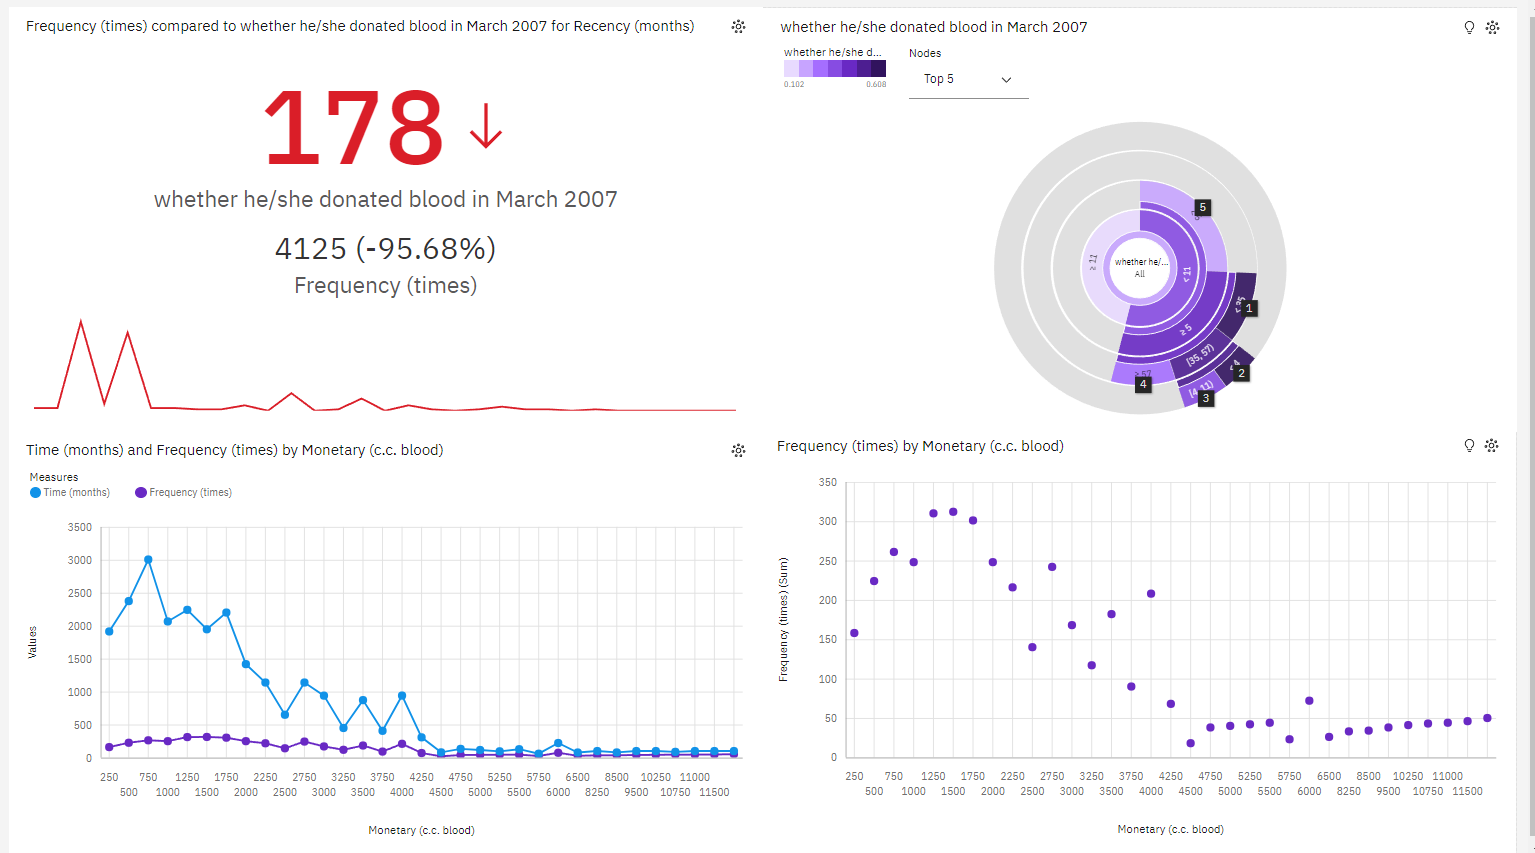 Frequency (times) compared to whether he/she donated blood in March 2007 for Recency (months)
178
whether he/she donated blood in March 2007
4125 (-95.68%)
Frequency (times)
whether he/she donated blood in March 2007
whether he/she d...
0.102
0.608
Nodes
Top 5
whether he/...
All
≥ 11
< 11
≥ 5
[35, 57)
≥ 57
[4, 11)
5
1
2
4
3
Time (months) and Frequency (times) by Monetary (c.c. blood)
Measures
Time (months)
Frequency (times)
Values
3500
3000
2500
2000
1500
1000
500
0
250 750 1250 1750 2250 2750 3250 3750 4250 4750 5250 5750 6500 8500 10250 11000
500 1000 1500 2000 2500 3000 3500 4000 4500 5000 5500 6000 8250 9500 10750 11500
Monetary (c.c. blood)
Frequency (times) by Monetary (c.c. blood)
Frequency (times) (Sum)
350
300
250
200
150
100
50
0
250 750 1250 1750 2250 2750 3250 3750 4250 4750 5250 5750 6500 8500 10250 11000
500 1000 1500 2000 2500 3000 3500 4000 4500 5000 5500 6000 8250 9500 10750 11500
Monetary (c.c. blood)